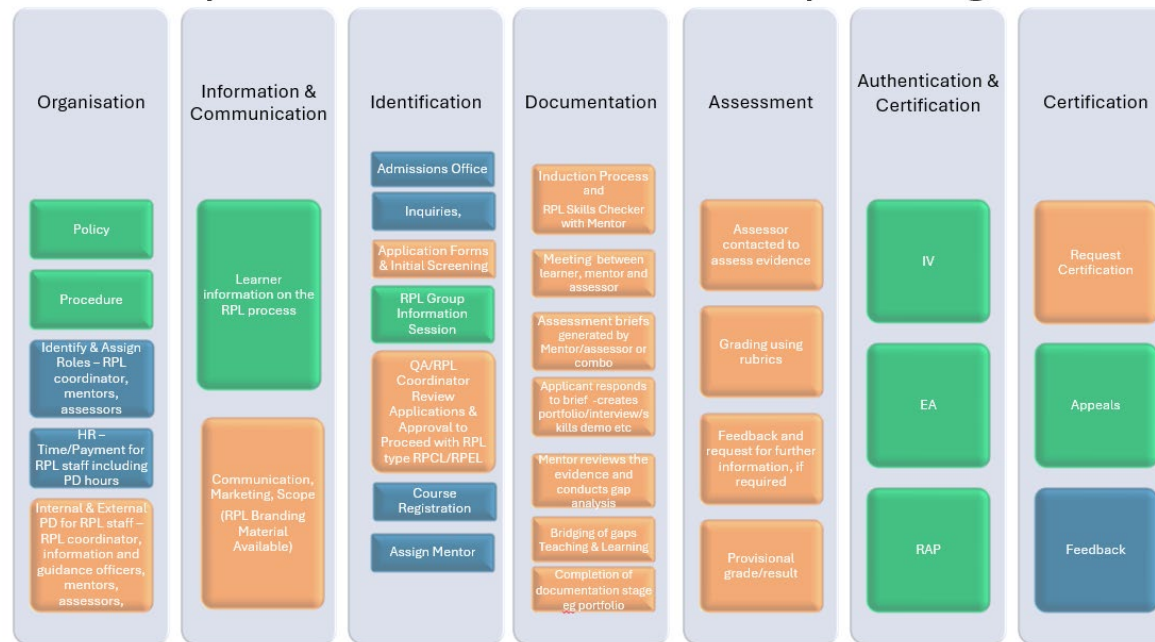 Organisation
Policy
Procedure
Identify & Assign
Roles – RPL
coordinator,
mentors,
assessors
HR –
Time/Payment for
RPL staff including
PD hours
Internal & External
PD for RPL staff –
RPL coordinator,
information and
guidance officers,
mentors,
assessors,
Information &
Communication
Learner
information on the
RPL process
Communication,
Marketing, Scope
(RPL Branding
Material
Available)
Identification
Admissions Office
Inquiries,
Application Forms
& Initial Screening
RPL Group
Information
Session
QA/RPL
Coordinator
Review
Applications &
Approval to
Proceed with RPL
type RPCL/RPEL
Course
Registration
Assign Mentor
Documentation
Induction Process
and
RPL Skills Checker
with Mentor
Meeting between
learner, mentor and
assessor
Assessment briefs
generated by
Mentor/assessor or
combo
Applicant responds
to brief -creates
portfolio/interview/s
kills demo etc
Mentor reviews the
evidence and
conducts gap
analysis
Bridging of gaps
Teaching & Learning
Completion of
documentation stage
eg portfolio
Assessment
Assessor
contacted to
assess evidence
Grading using
rubrics
Feedback and
request for further
information, if
required
Provisional
grade/result
Authentication &
Certification
IV
EA
RAP
Certification
Request
Certification
Appeals
Feedback